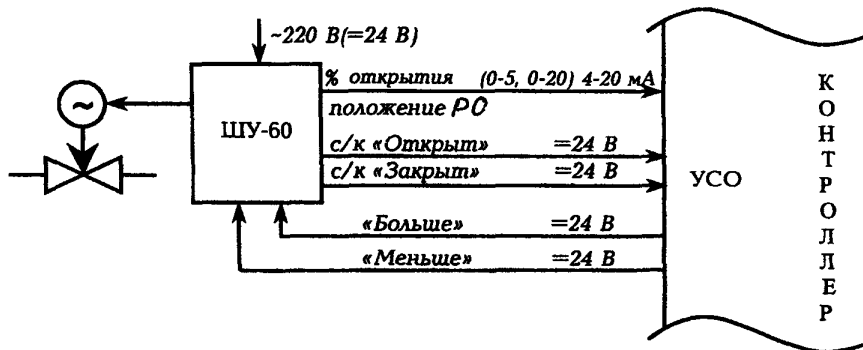 ~220 В(=24 В)
% открытия (0-5, 0-20) 4-20 мА
положение РО
ШУ-60
с/к «Открыт» =24 В
с/к «Закрыт» =24 В
УСО
«Больше» =24 В
«Меньше» =24 В
КОНТРОЛЛЕР
~